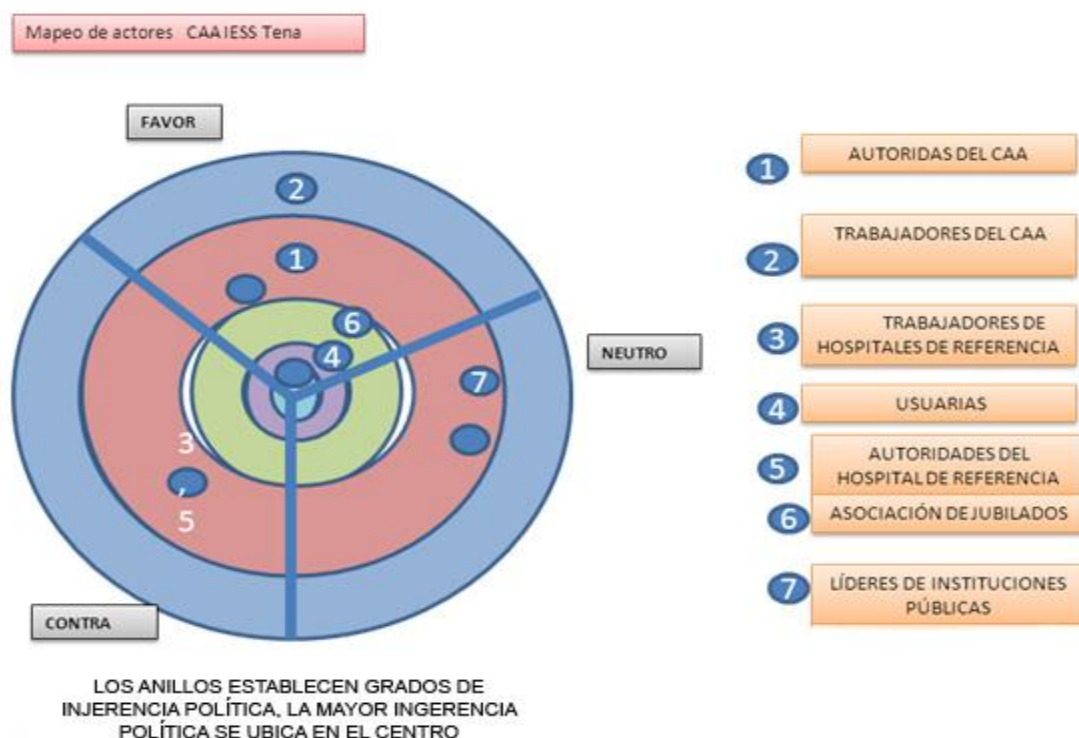 Mapeo de actores CAA IESS Tena
FAVOR
2
1
6
4
7
3
,
5
NEUTRO
CONTRA
1
AUTORIDAS DEL CAA
2
TRABAJADORES DEL CAA
3
TRABAJADORES DE
HOSPITALES DE REFERENCIA
4
USUARIAS
5
AUTORIDADES DEL
HOSPITAL DE REFERENCIA
6
ASOCIACIÓN DE JUBILADOS
7
LÍDERES DE INSTITUCIONES
PÚBLICAS
LOS ANILLOS ESTABLECEN GRADOS DE
INJERENCIA POLÍTICA, LA MAYOR INGERENCIA
POLÍTICA SE UBICA EN EL CENTRO